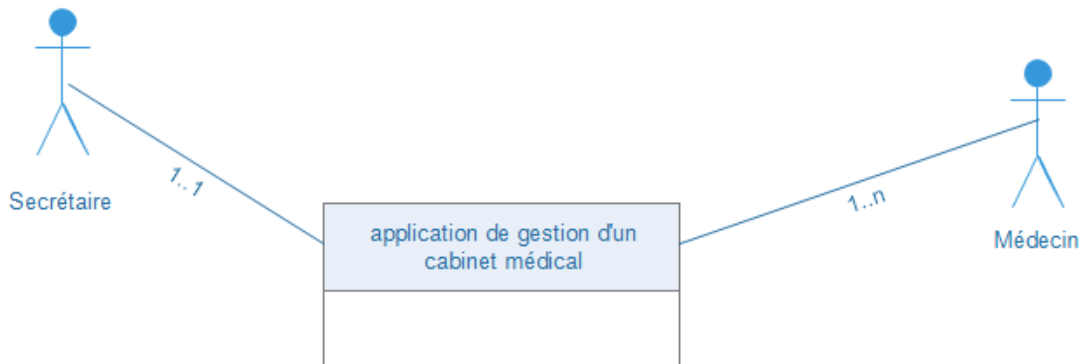 1..1
Secrétaire
1..n
application de gestion d'un
cabinet médical
Médecin